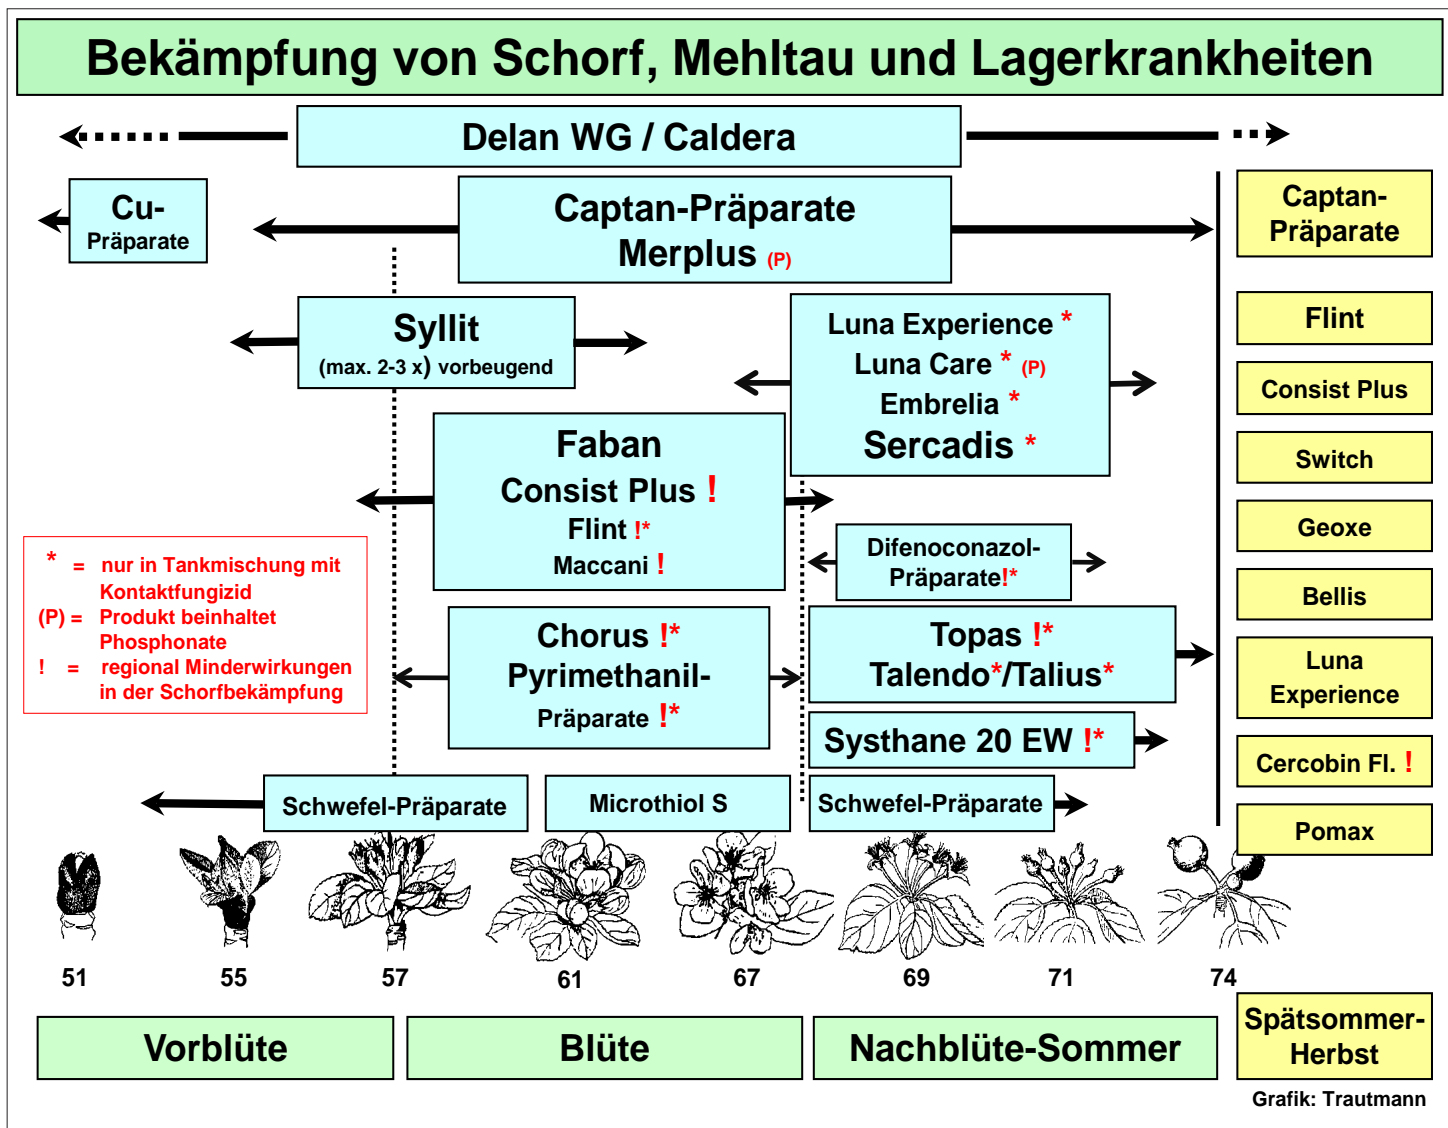 Bekämpfung von Schorf, Mehltau und Lagerkrankheiten
Delan WG / Caldera
Cu-
Präparate
Captan-Präparate
Merplus (P)
Captan-
Präparate
Syllit
(max. 2-3 x) vorbeugend
Luna Experience *
Luna Care * (P)
Embrelia *
Sercadis *
Flint
Consist Plus
Faban
Consist Plus !
Flint !*
Maccani !
Switch
Geoxe
* = nur in Tankmischung mit
Kontaktfungizid
(P) = Produkt beinhaltet
Phosphonate
! = regional Minderwirkungen
in der Schorfbekämpfung
Difenoconazol-
Präparate!*
Bellis
Chorus !*
Pyrimethanil-
Präparate !*
Topas !*
Talendo*/Talius*
Luna
Experience
Systhane 20 EW !*
Cercobin Fl. !
Schwefel-Präparate
Microthiol S
Schwefel-Präparate
Pomax
51
55
57
61
67
69
71
74
Vorblüte
Blüte
Nachblüte-Sommer
Spätsommer-
Herbst
Grafik: Trautmann